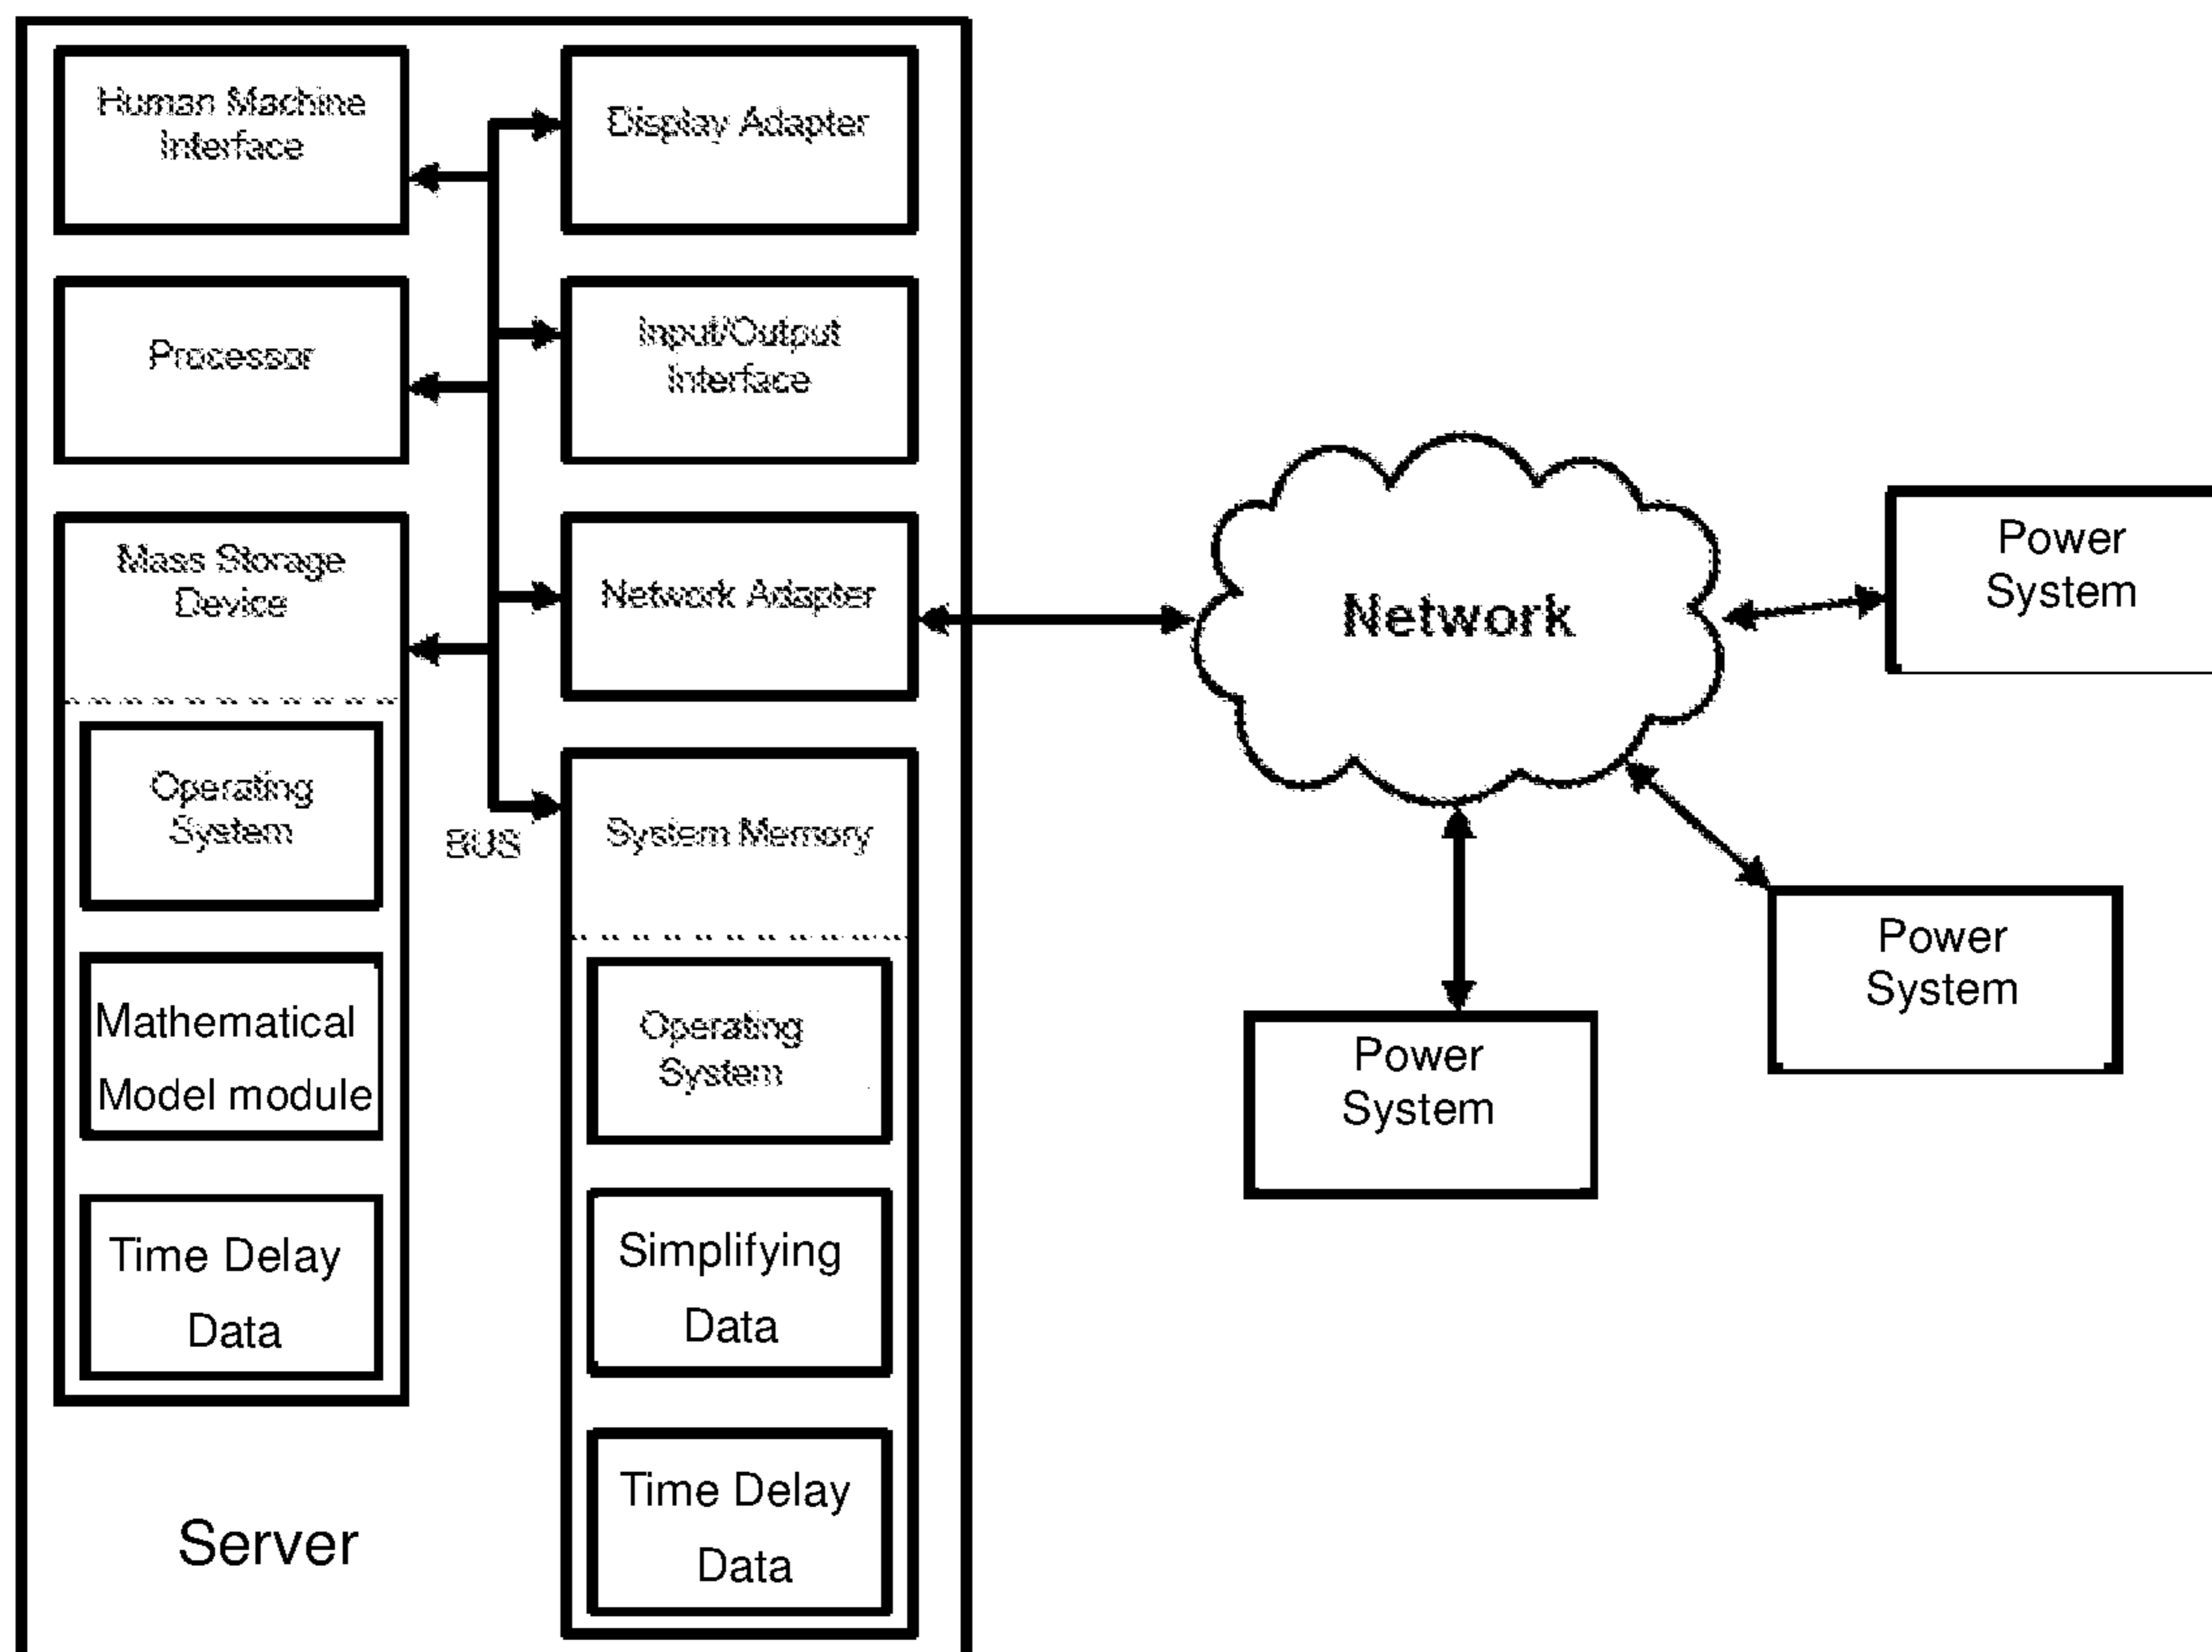 Human Machine
Interface
Display Adapter
Processor
Input/Output
Interface
Mass Storage
Device
Network Adapter
Operating
System
BUS
System Memory
Mathematical
Model module
Operating
System
Time Delay
Data
Simplifying
Data
Time Delay
Data
Server
Network
Power
System
Power
System
Power
System